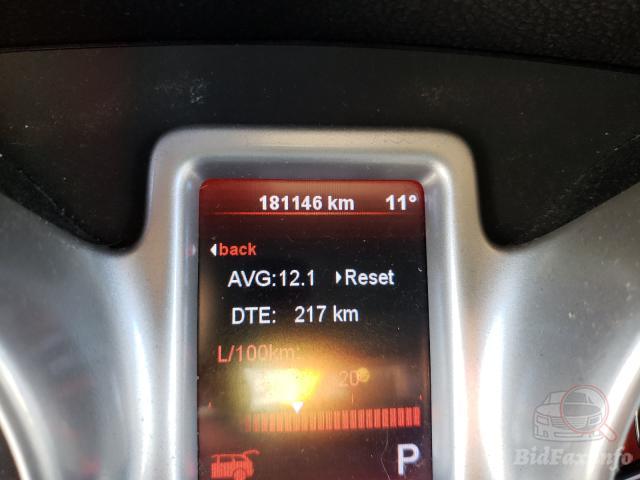 181146 km 11°
back
AVG:12.1 Reset
DTE: 217 km
L/100km:
20
P
BidFax.info